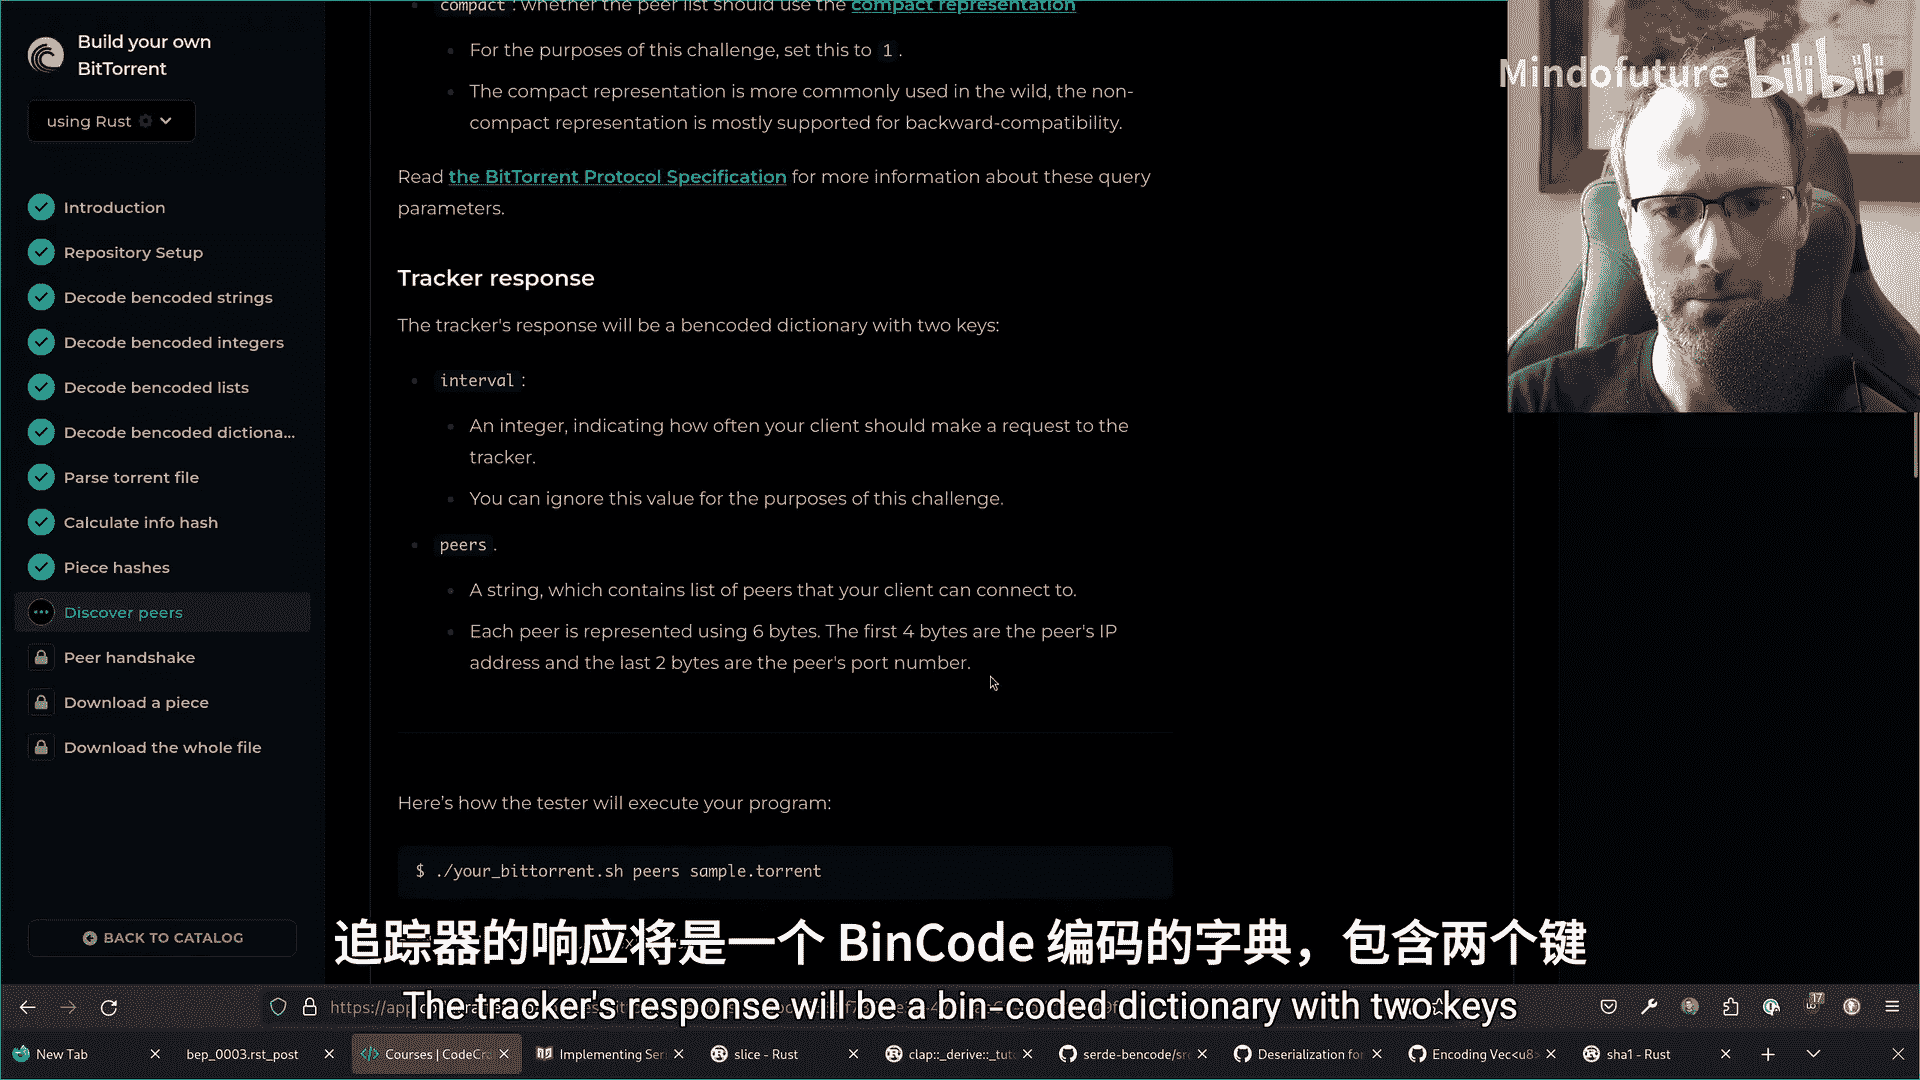 Build your own
BitTorrent
using Rust
Introduction
Repository Setup
Decode bencoded strings
Decode bencoded integers
Decode bencoded lists
Decode bencoded dictiona...
Parse torrent file
Calculate info hash
Piece hashes
Discover peers
Peer handshake
Download a piece
Download the whole file
BACK TO CATALOG
compact : whether the peer list should use the compact representation
For the purposes of this challenge, set this to 1 .
The compact representation is more commonly used in the wild, the non-
compact representation is mostly supported for backward-compatibility.
Read the BitTorrent Protocol Specification for more information about these query
parameters.
Tracker response
The tracker's response will be a bencoded dictionary with two keys:
interval :
An integer, indicating how often your client should make a request to the
tracker.
You can ignore this value for the purposes of this challenge.
peers .
A string, which contains list of peers that your client can connect to.
Each peer is represented using 6 bytes. The first 4 bytes are the peer's IP
address and the last 2 bytes are the peer's port number.
Here's how the tester will execute your program:
$ ./your_bittorrent.sh peers sample.torrent
Mindofuture bilibili
追踪器的响应将是一个 BinCode 编码的字典，包含两个键
The tracker's response will be a bin-coded dictionary with two keys
https://app
17
New Tab
bep_0003.rst_post
Courses | CodeCra
Implementing Ser
slice - Rust
clap::_derive::_tuto
serde-bencode/sr
Deserialization for
Encoding Vec<u8>
sha1 - Rust